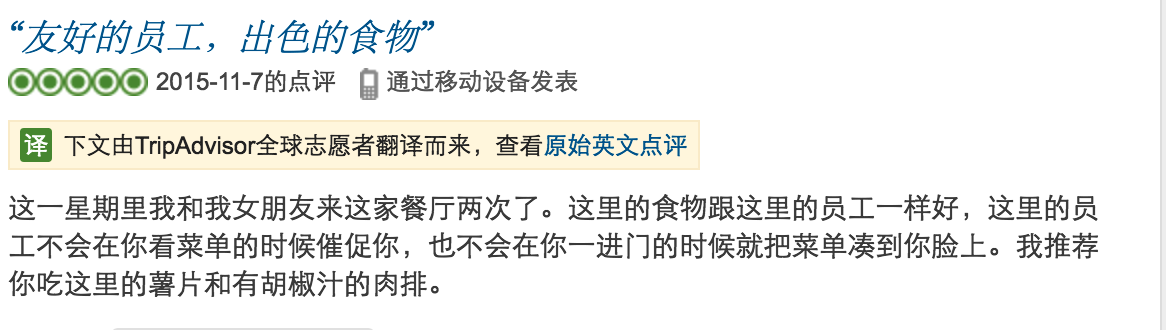 “友好的员工，出色的食物”
2015-11-7的点评 通过移动设备发表
译 下文由TripAdvisor全球志愿者翻译而来，查看原始英文点评
这一星期里我和我女朋友来这家餐厅两次了。这里的食物跟这里的员工一样好，这里的员
工不会在你看菜单的时候催促你，也不会在你一进门的时候就把菜单凑到你脸上。我推荐
你吃这里的薯片和有胡椒汁的肉排。